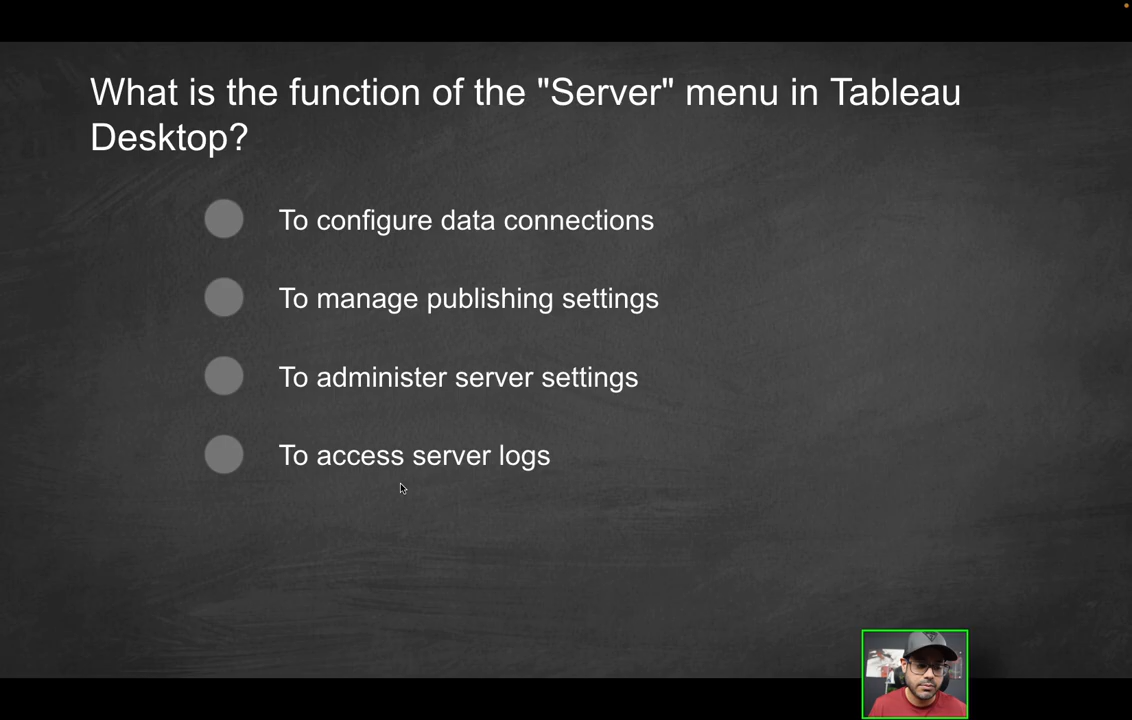 What is the function of the "Server" menu in Tableau
Desktop?
To configure data connections
To manage publishing settings
To administer server settings
To access server logs